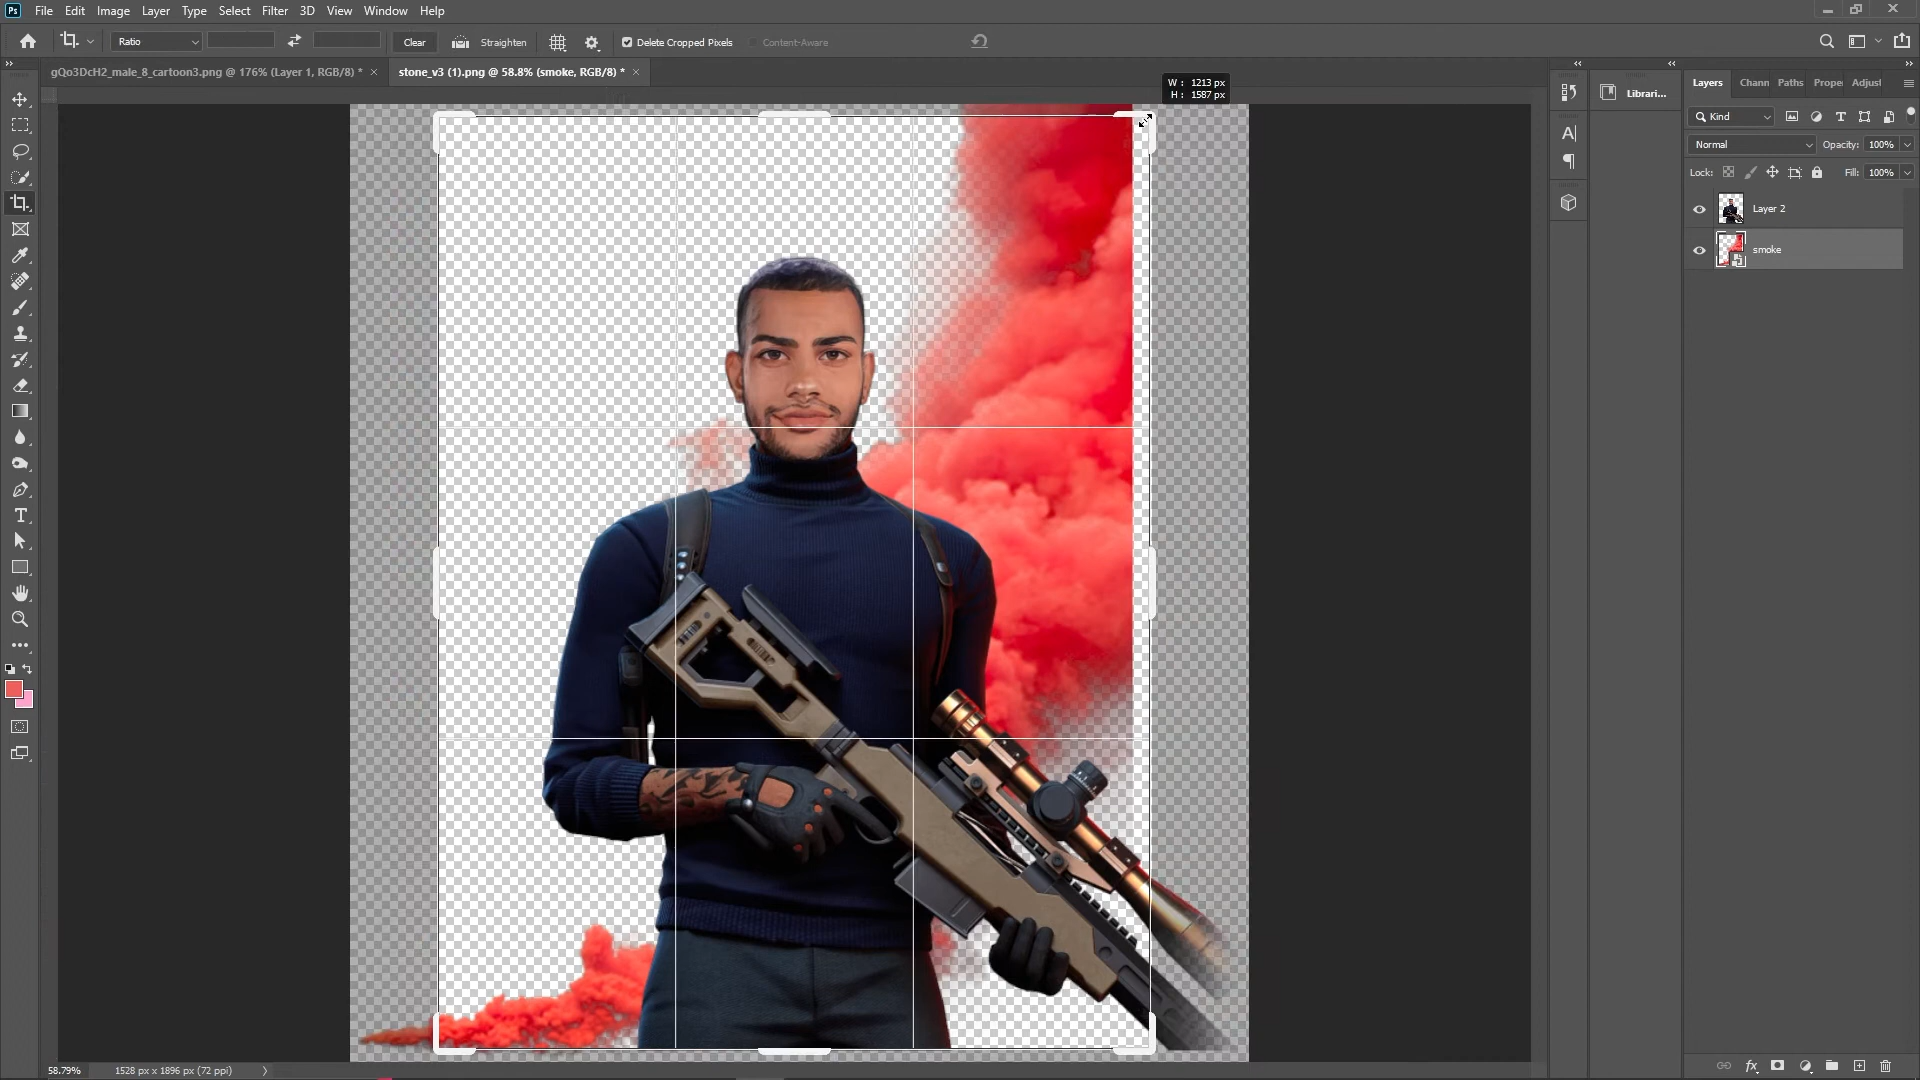 Ps File Edit Image Layer Type Select Filter 3D View Window Help
Ratio Clear Straighten Delete Cropped Pixels Content-Aware
gQo3DcH2_male_8_cartoon3.png @ 176% (Layer 1, RGB/8) * × stone_v3 (1).png @ 58.8% (smoke, RGB/8) * ×
W : 1213 px
H : 1587 px
Librari...
Layers Chann Paths Prope Adjust
Kind
Normal Opacity: 100%
Lock: Fill: 100%
Layer 2
smoke
58.79% 1528 px x 1896 px (72 ppi)